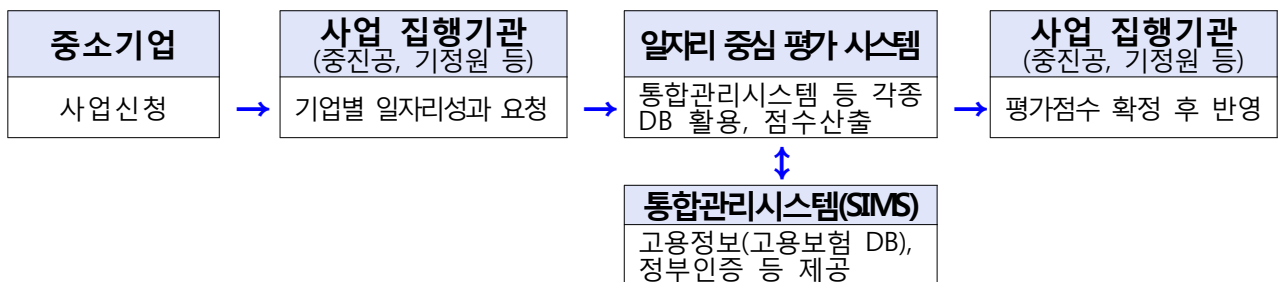 중소기업
사업신청
→
사업 집행기관
(중진공, 기정원 등)
기업별 일자리성과 요청
→
일자리 중심 평가 시스템
통합관리시스템 등 각종
DB 활용, 점수산출
→
사업 집행기관
(중진공, 기정원 등)
평가점수 확정 후 반영
↕
통합관리시스템(SIMS)
고용정보(고용보험 DB),
정부인증 등 제공